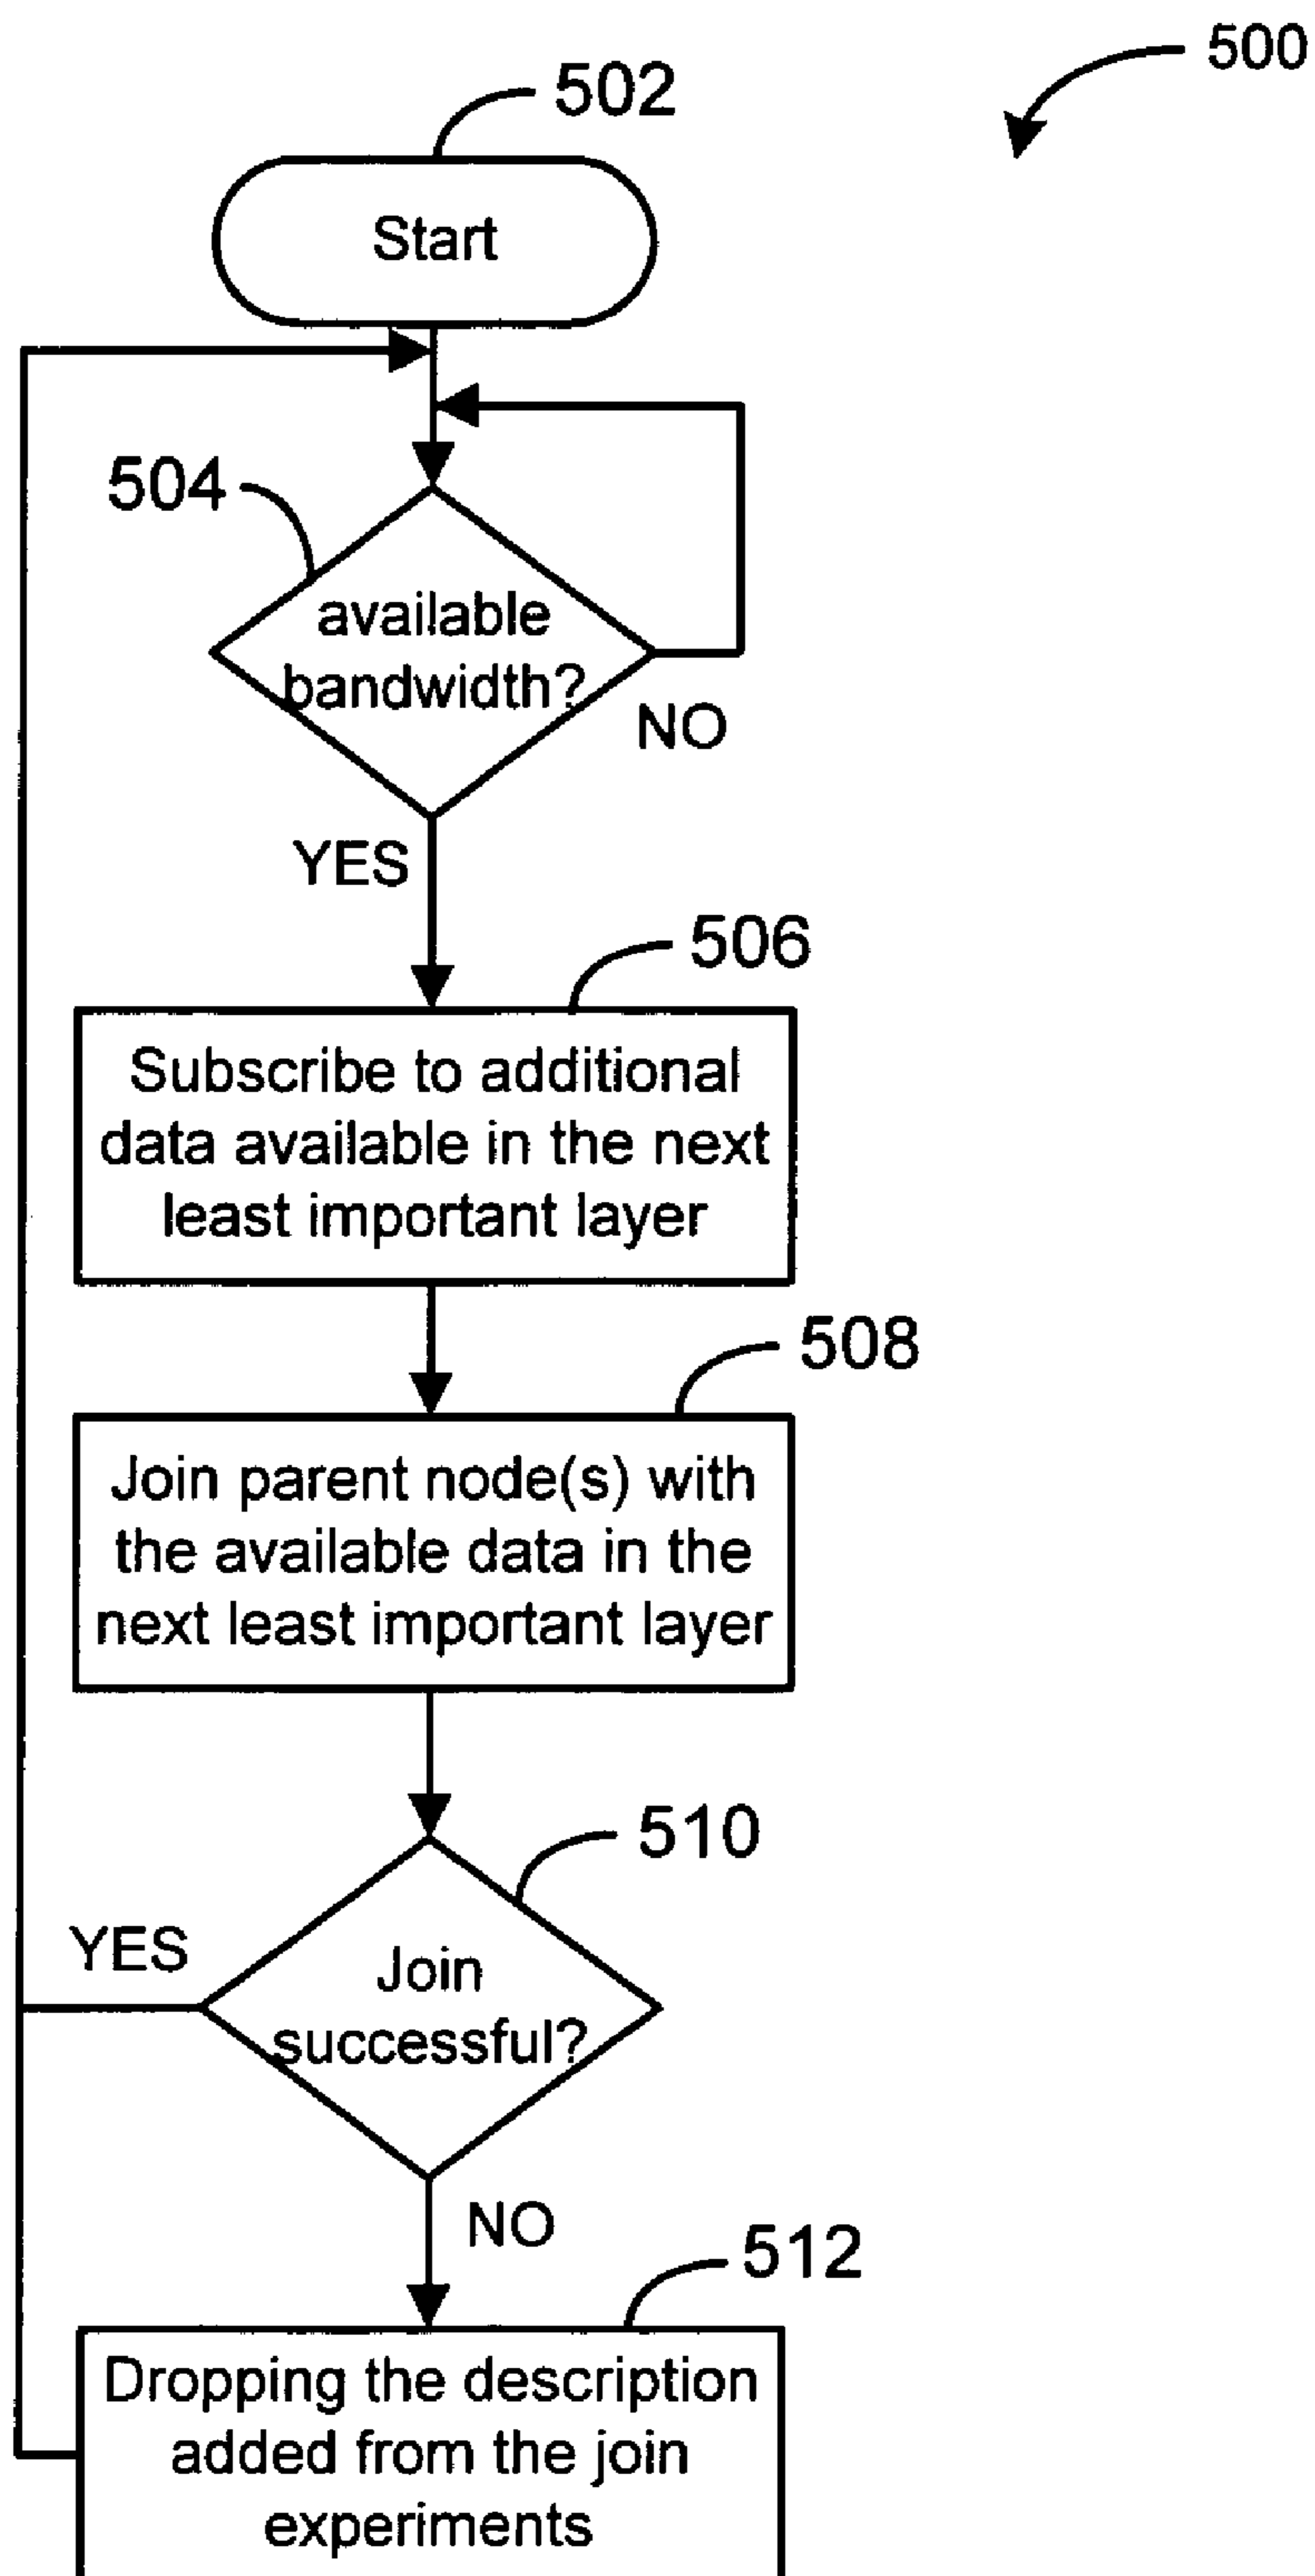 500
502
Start
504
available
bandwidth?
NO
YES
506
Subscribe to additional
data available in the next
least important layer
508
Join parent node(s) with
the available data in the
next least important layer
510
YES
Join
successful?
NO
512
Dropping the description
added from the join
experiments